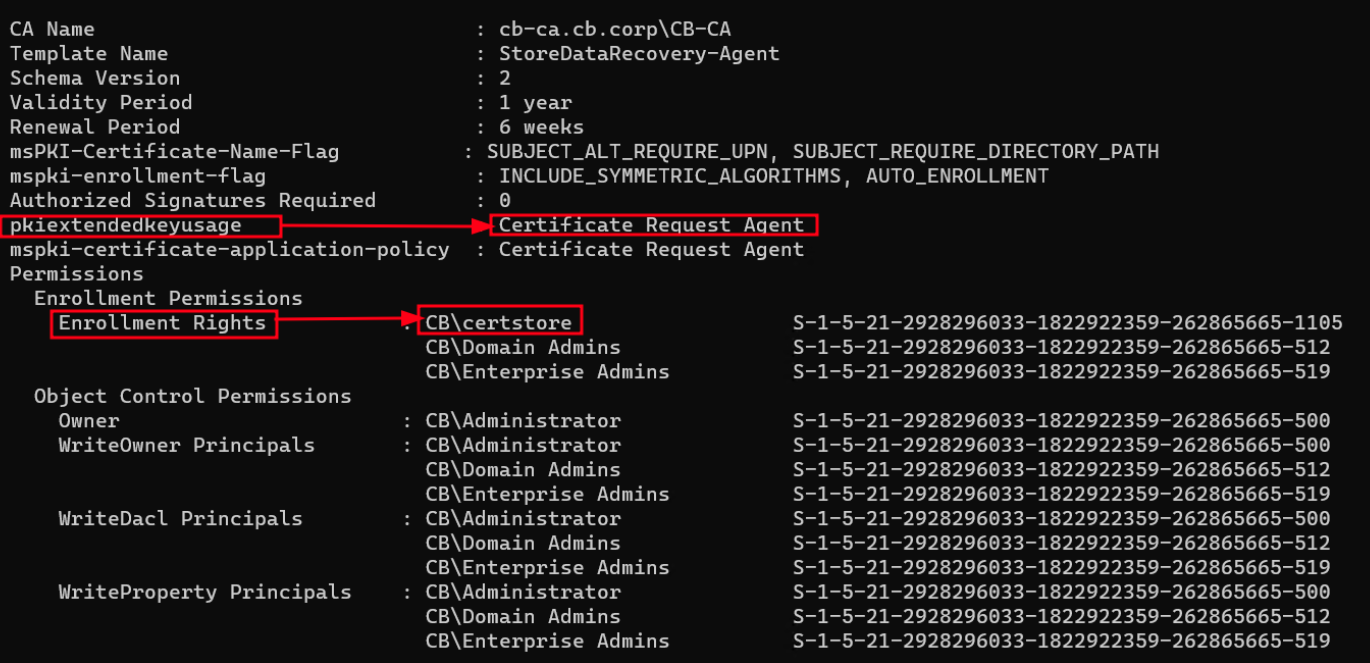 CA Name : cb-ca.cb.corp\CB-CA
Template Name : StoreDataRecovery-Agent
Schema Version : 2
Validity Period : 1 year
Renewal Period : 6 weeks
msPKI-Certificate-Name-Flag : SUBJECT_ALT_REQUIRE_UPN, SUBJECT_REQUIRE_DIRECTORY_PATH
mspki-enrollment-flag : INCLUDE_SYMMETRIC_ALGORITHMS, AUTO_ENROLLMENT
Authorized Signatures Required : 0
pkiextendedkeyusage Certificate Request Agent
mspki-certificate-application-policy : Certificate Request Agent
Permissions
Enrollment Permissions
Enrollment Rights : CB\certstore S-1-5-21-2928296033-1822922359-262865665-1105
CB\Domain Admins S-1-5-21-2928296033-1822922359-262865665-512
CB\Enterprise Admins S-1-5-21-2928296033-1822922359-262865665-519
Object Control Permissions
Owner : CB\Administrator S-1-5-21-2928296033-1822922359-262865665-500
WriteOwner Principals : CB\Administrator S-1-5-21-2928296033-1822922359-262865665-500
CB\Domain Admins S-1-5-21-2928296033-1822922359-262865665-512
CB\Enterprise Admins S-1-5-21-2928296033-1822922359-262865665-519
WriteDacl Principals : CB\Administrator S-1-5-21-2928296033-1822922359-262865665-500
CB\Domain Admins S-1-5-21-2928296033-1822922359-262865665-512
CB\Enterprise Admins S-1-5-21-2928296033-1822922359-262865665-519
WriteProperty Principals : CB\Administrator S-1-5-21-2928296033-1822922359-262865665-500
CB\Domain Admins S-1-5-21-2928296033-1822922359-262865665-512
CB\Enterprise Admins S-1-5-21-2928296033-1822922359-262865665-519